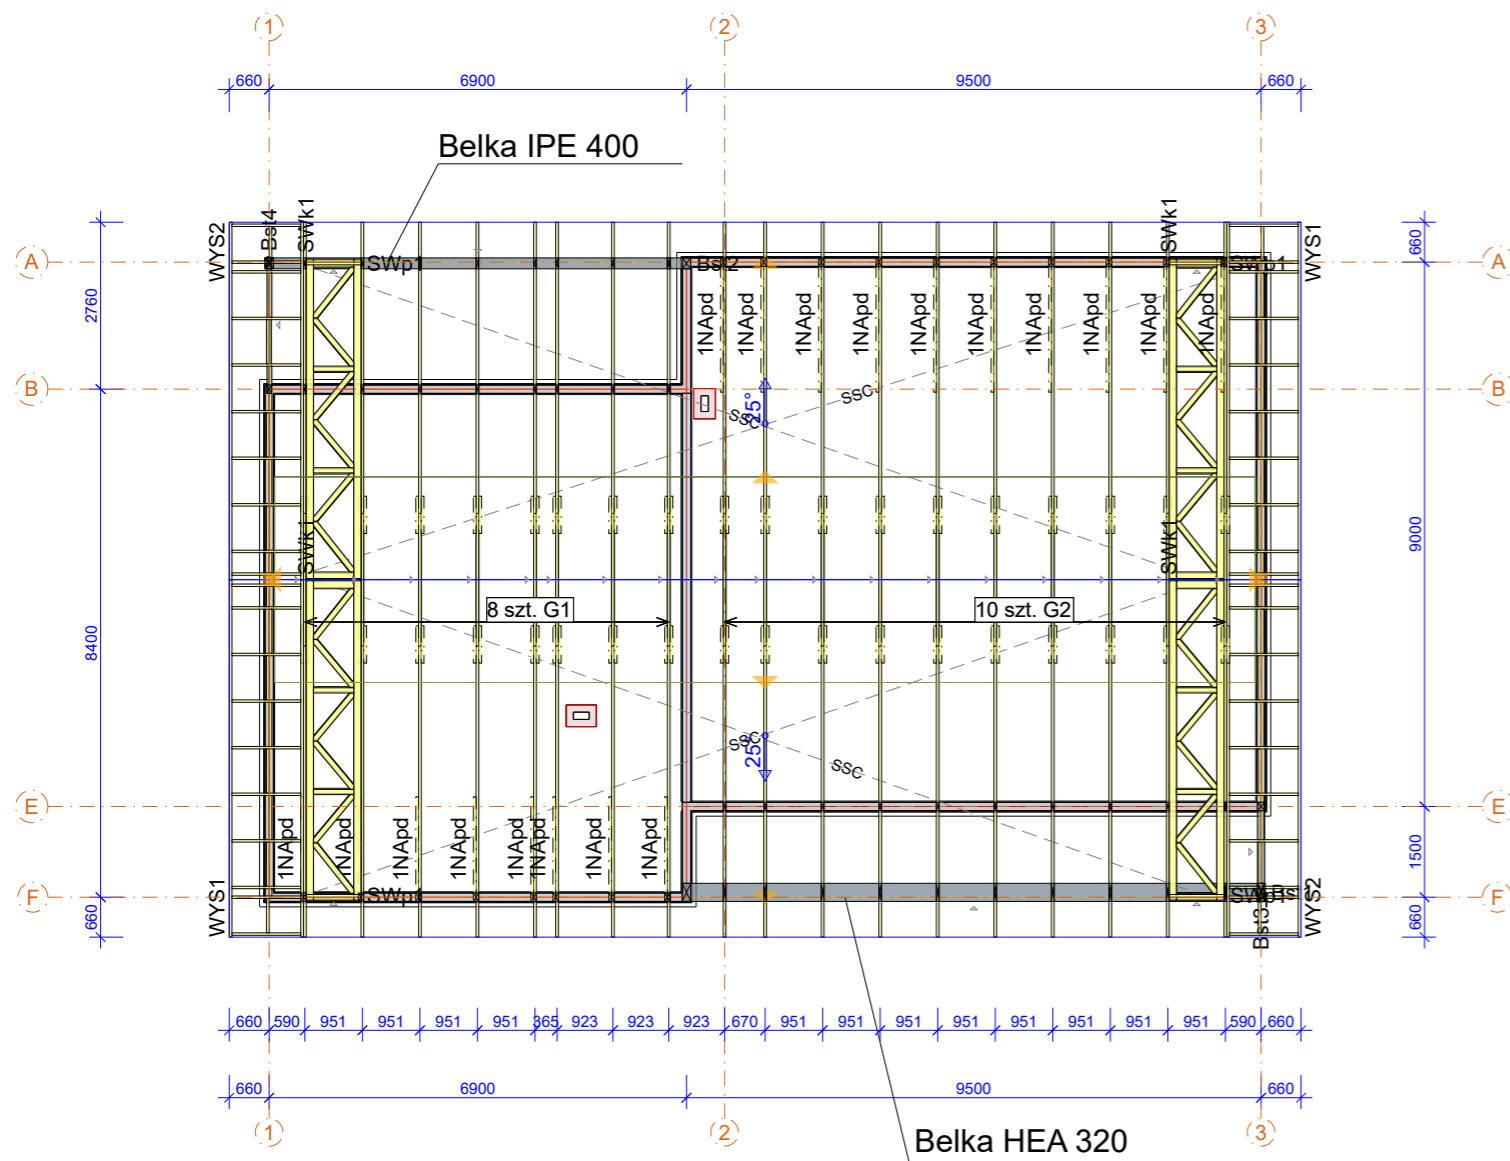 1 2 3
660 6900 9500 660
Belka IPE 400
WYS2 Bst4 SWk1 SWk1 WYS1
A SWp1 Bst2 SWp1 A
660
2760
1NApd 1NApd 1NApd 1NApd 1NApd 1NApd 1NApd 1NApd 1NApd 1NApd
B B
25° SSC SSC
SWk1 SWk1
9000
8 szt. G1 10 szt. G2
8400
25° SSC SSC
E E
1NApd 1NApd 1NApd 1NApd 1NApd 1NApd 1NApd 1NApd
1500
F WYS1 SWp1 SWp1 WYS2 F
Bst3
660 660
660 590 951 951 951 951 365 923 923 923 670 951 951 951 951 951 951 951 951 590 660
660 6900 9500 660
1 2 3
Belka HEA 320